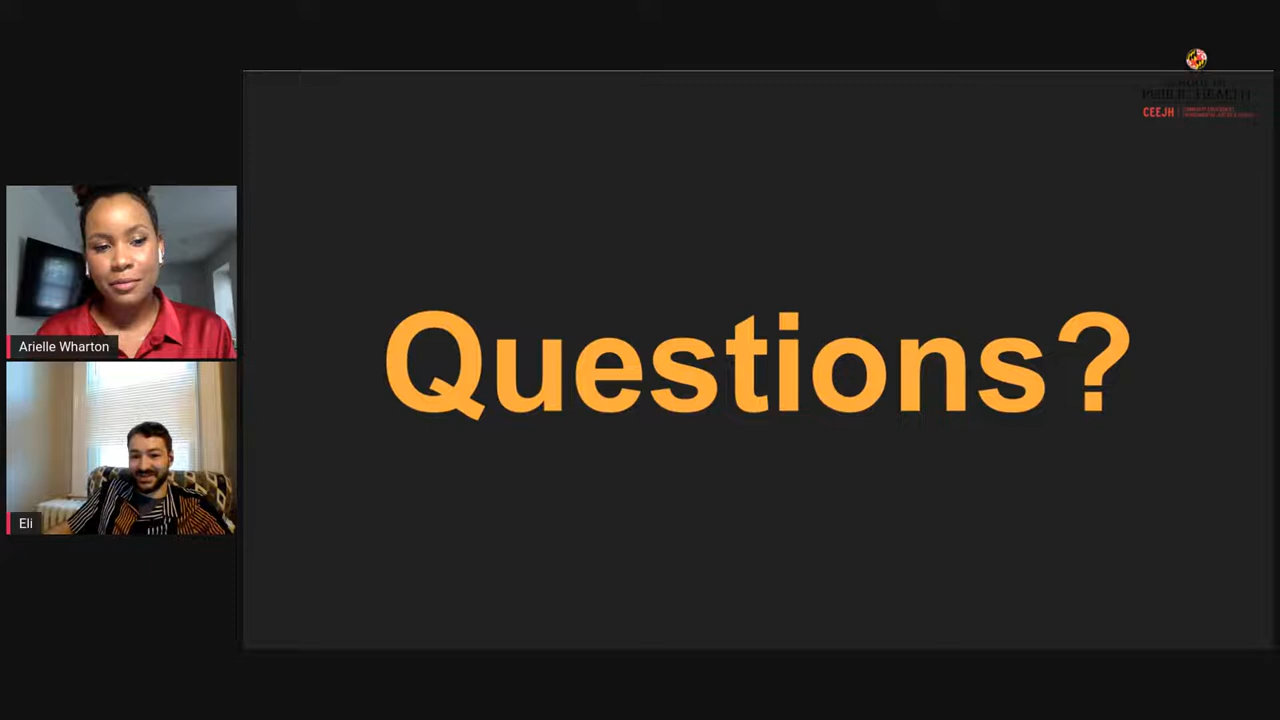 PUBLIC HEALTH
CEEJH
Arielle Wharton
Questions?
Eli